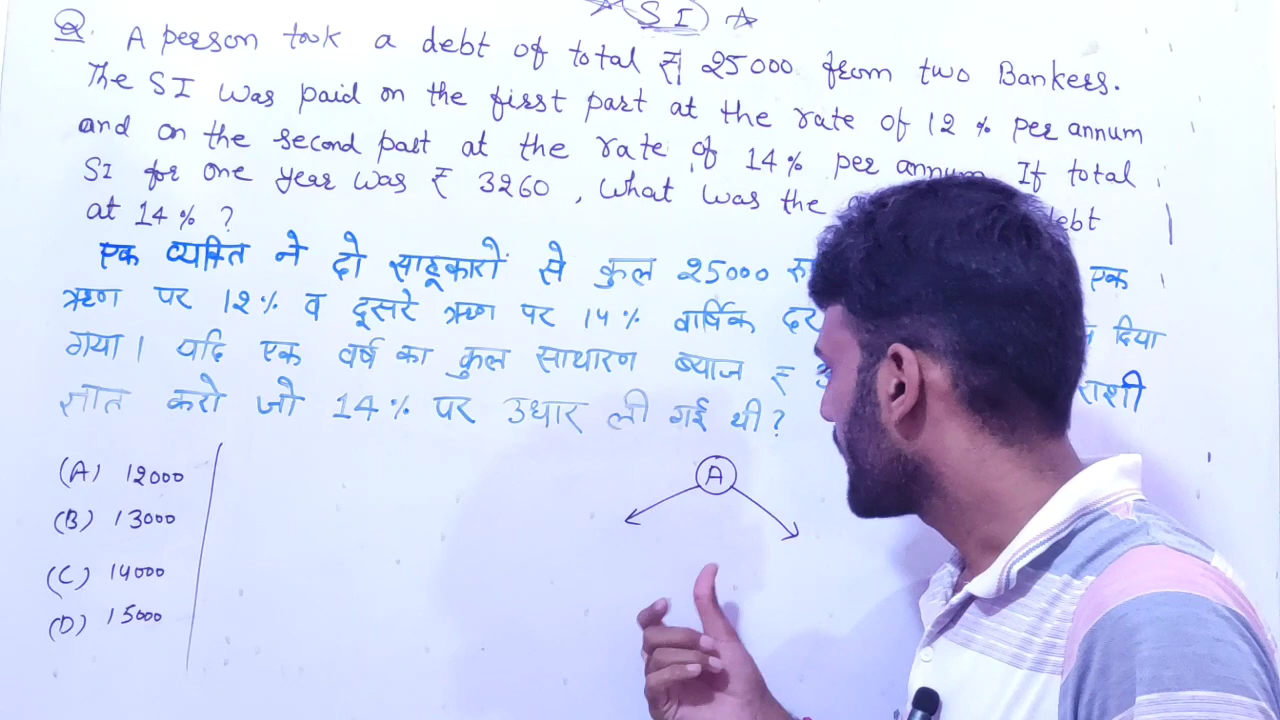 ☆ (SI) ☆
Q. A person took a debt of total ₹ 25000 from two Bankers.
The SI was paid on the first part at the rate of 12 % per annum
and on the second part at the rate of 14% per annum. If total
SI for one year was ₹ 3260, what was the debt
at 14 % ?
एक व्यक्ति ने दो साहूकारों से कुल 25000 एक
ऋण पर 12% व दूसरे ऋण पर 14% वार्षिक दर दिया
गया। यदि एक वर्ष का कुल साधारण ब्याज ₹ राशी
ज्ञात करो जो 14% पर उधार ली गई थी?
(A) 12000
(B) 13000
(C) 14000
(D) 15000
A